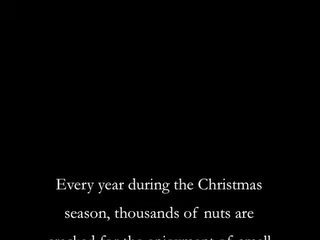 Every year during the Christmas
season, thousands of nuts are
cracked for the enjoyment of small